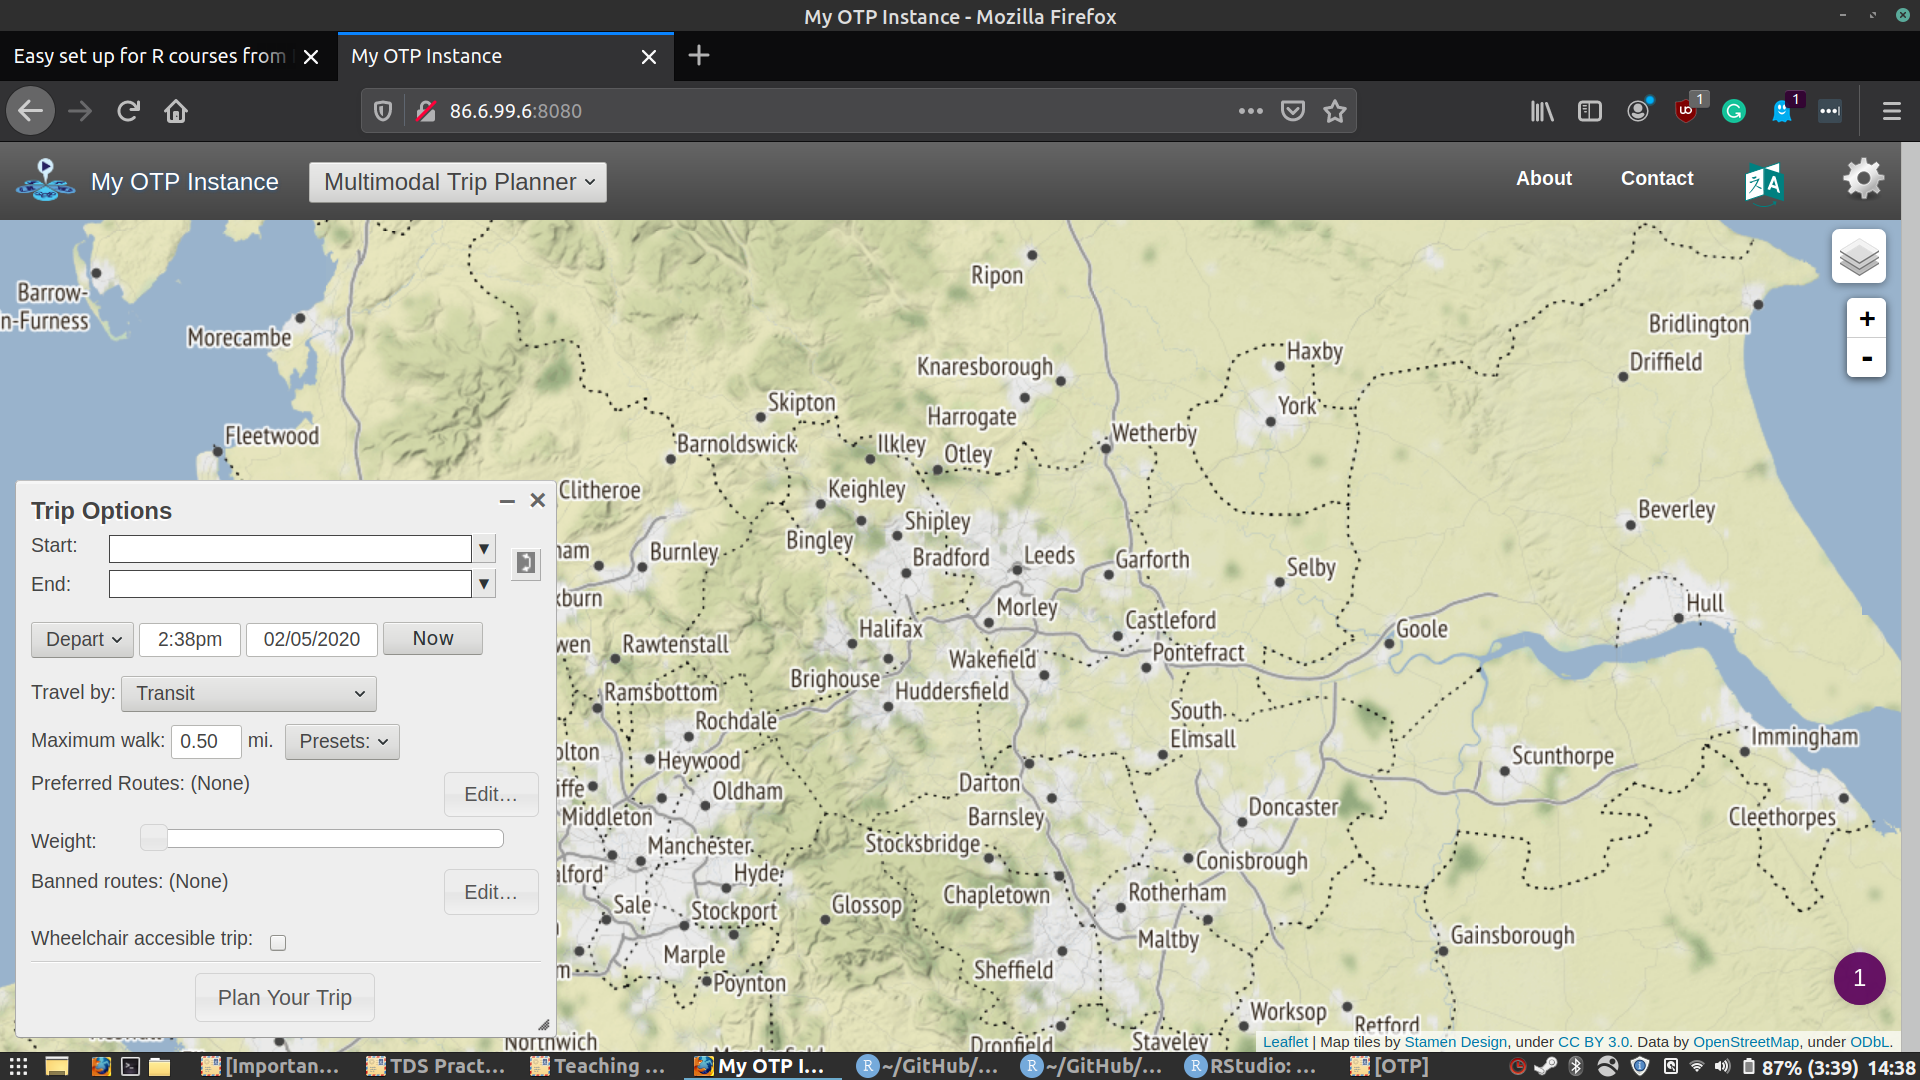 My OTP Instance - Mozilla Firefox
Easy set up for R courses from
My OTP Instance
86.6.99.6:8080
1
1
My OTP Instance
Multimodal Trip Planner
About
Contact
Ripon
Barrow-
n-Furness
Morecambe
Bridlington
Haxby
Driffield
Knaresborough
Skipton
York
Harrogate
Fleetwood
Barnoldswick
Ilkley
Otley
Wetherby
Clitheroe
Keighley
Beverley
Shipley
Bingley
Burnley
Bradford
Leeds
Garforth
Selby
ham
kburn
Morley
Castleford
Hull
Halifax
Goole
wen
Rawtenstall
Wakefield
Pontefract
Brighouse
Huddersfield
Ramsbottom
Rochdale
South
Elmsall
olton
Heywood
Immingham
Scunthorpe
iffe
Oldham
Darton
Middleton
Barnsley
Doncaster
Cleethorpes
Manchester
Stocksbridge
Conisbrough
alford
Hyde
Chapletown
Rotherham
Sale
Stockport
Glossop
Maltby
Gainsborough
Marple
m
Poynton
Sheffield
Worksop
Retford
Northwich
Dronfield
Staveley
+
-
1
Trip Options
Start:
End:
Depart 2:38pm 02/05/2020 Now
Travel by: Transit
Maximum walk: 0.50 mi. Presets:
Preferred Routes: (None)
Edit...
Weight:
Banned routes: (None)
Edit...
Wheelchair accesible trip:
Plan Your Trip
Leaflet | Map tiles by Stamen Design, under CC BY 3.0. Data by OpenStreetMap, under ODbL.
[Importan...
TDS Pract...
Teaching ...
My OTP I...
~/GitHub/...
~/GitHub/...
RStudio: ...
[OTP]
87% (3:39) 14:38